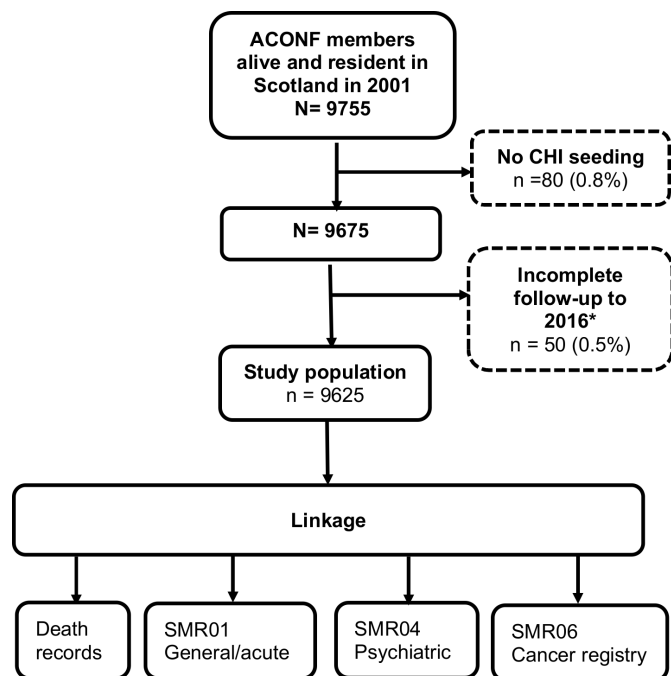 ACONF members
alive and resident in
Scotland in 2001
N= 9755
No CHI seeding
n =80 (0.8%)
N= 9675
Incomplete
follow-up to
2016*
n = 50 (0.5%)
Study population
n = 9625
Linkage
Death
records
SMR01
General/acute
SMR04
Psychiatric
SMR06
Cancer registry